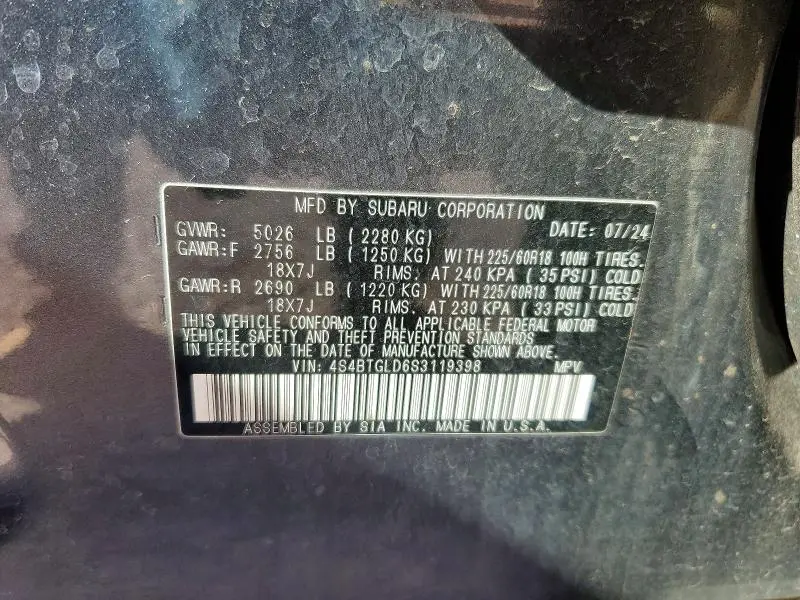 MFD BY SUBARU CORPORATION
GVWR: 5026 LB ( 2280 KG) DATE: 07/24
GAWR:F 2756 LB ( 1250 KG) WITH 225/60R18 100H TIRES.
18X7J RIMS. AT 240 KPA ( 35 PSI) COLD
GAWR:R 2690 LB ( 1220 KG) WITH 225/60R18 100H TIRES.
18X7J RIMS. AT 230 KPA ( 33 PSI) COLD
THIS VEHICLE CONFORMS TO ALL APPLICABLE FEDERAL MOTOR
VEHICLE SAFETY AND THEFT PREVENTION STANDARDS
IN EFFECT ON THE DATE OF MANUFACTURE SHOWN ABOVE.
VIN: 4S4BTGLD6S3119398 MPV
ASSEMBLED BY SIA INC. MADE IN U.S.A.